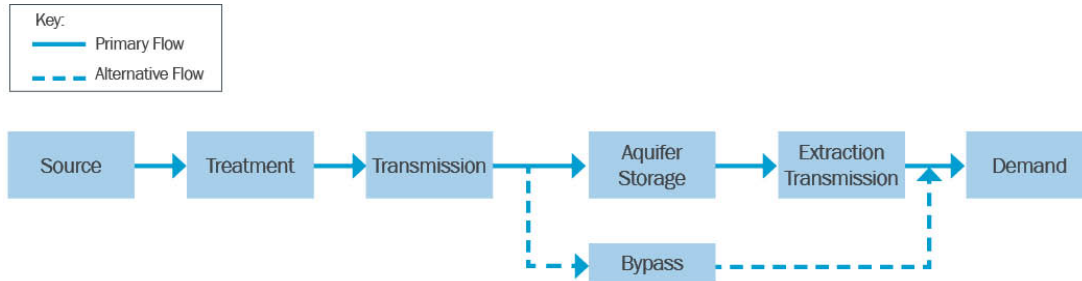 Key:
Primary Flow
Alternative Flow
Source
Treatment
Transmission
Aquifer
Storage
Extraction
Transmission
Demand
Bypass